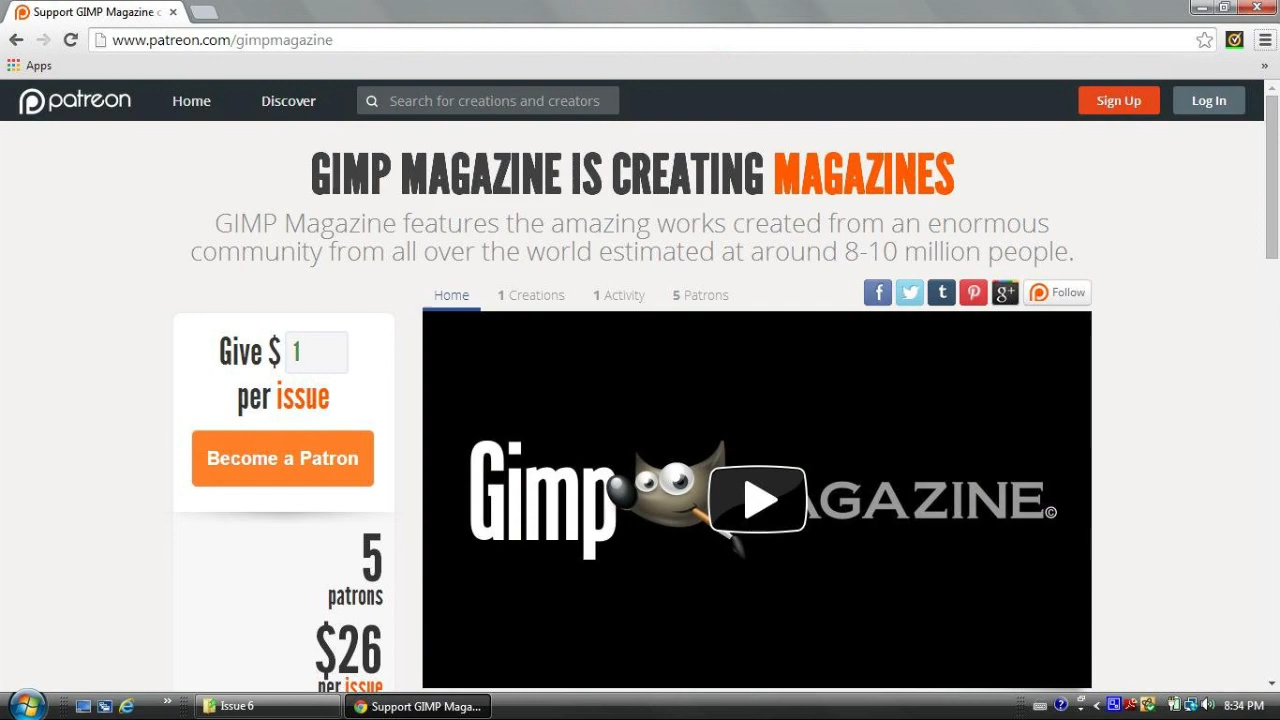 Support GIMP Magazine c
www.patreon.com/gimpmagazine
Apps
patreon
Home
Discover
Search for creations and creators
Sign Up
Log In
GIMP MAGAZINE IS CREATING MAGAZINES
GIMP Magazine features the amazing works created from an enormous
community from all over the world estimated at around 8-10 million people.
Home
1 Creations
1 Activity
5 Patrons
Follow
Give $ 1
per issue
Become a Patron
5
patrons
$26
per issue
Gimp AGAZINE©
Issue 6
Support GIMP Maga...
8:34 PM